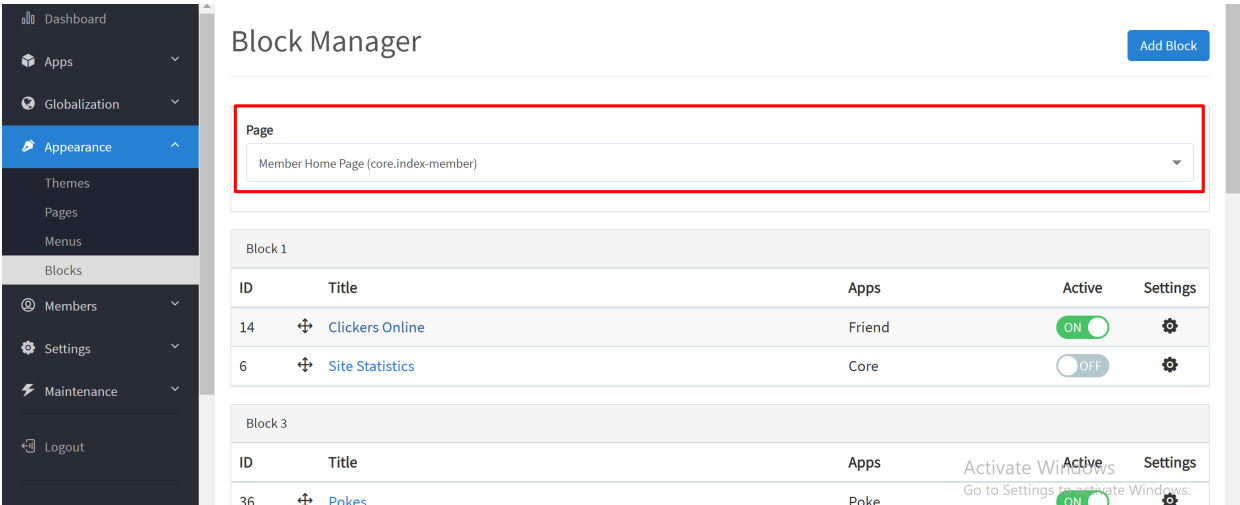 Dashboard
Apps
Globalization
Appearance
Themes
Pages
Menus
Blocks
Members
Settings
Maintenance
Logout
Block Manager
Add Block
Page
Member Home Page (core.index-member)
Block 1
ID Title Apps Active Settings
14 Clickers Online Friend ON
6 Site Statistics Core OFF
Block 3
ID Title Apps Active Settings
36 Pokes Poke ON
Activate Windows
Go to Settings to activate Windows.